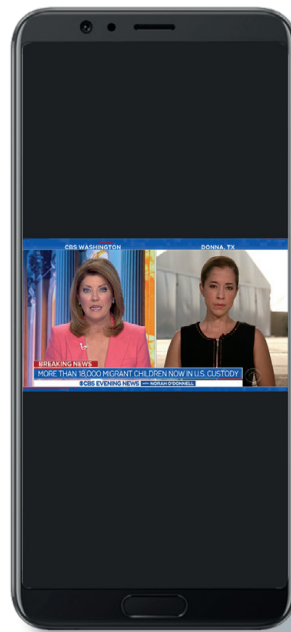 CBS WASHINGTON
DONNA, TX
BREAKING NEWS
MORE THAN 18,000 MIGRANT CHILDREN NOW IN U.S. CUSTODY
CBS EVENING NEWS WITH NORAH O'DONNELL